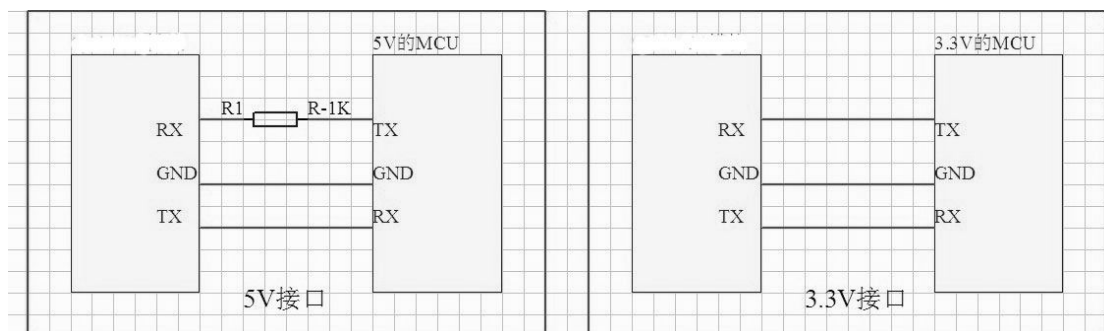 5V的MCU
R1 R-1K
RX TX
GND GND
TX RX
5V接口
3.3V的MCU
RX TX
GND GND
TX RX
3.3V接口